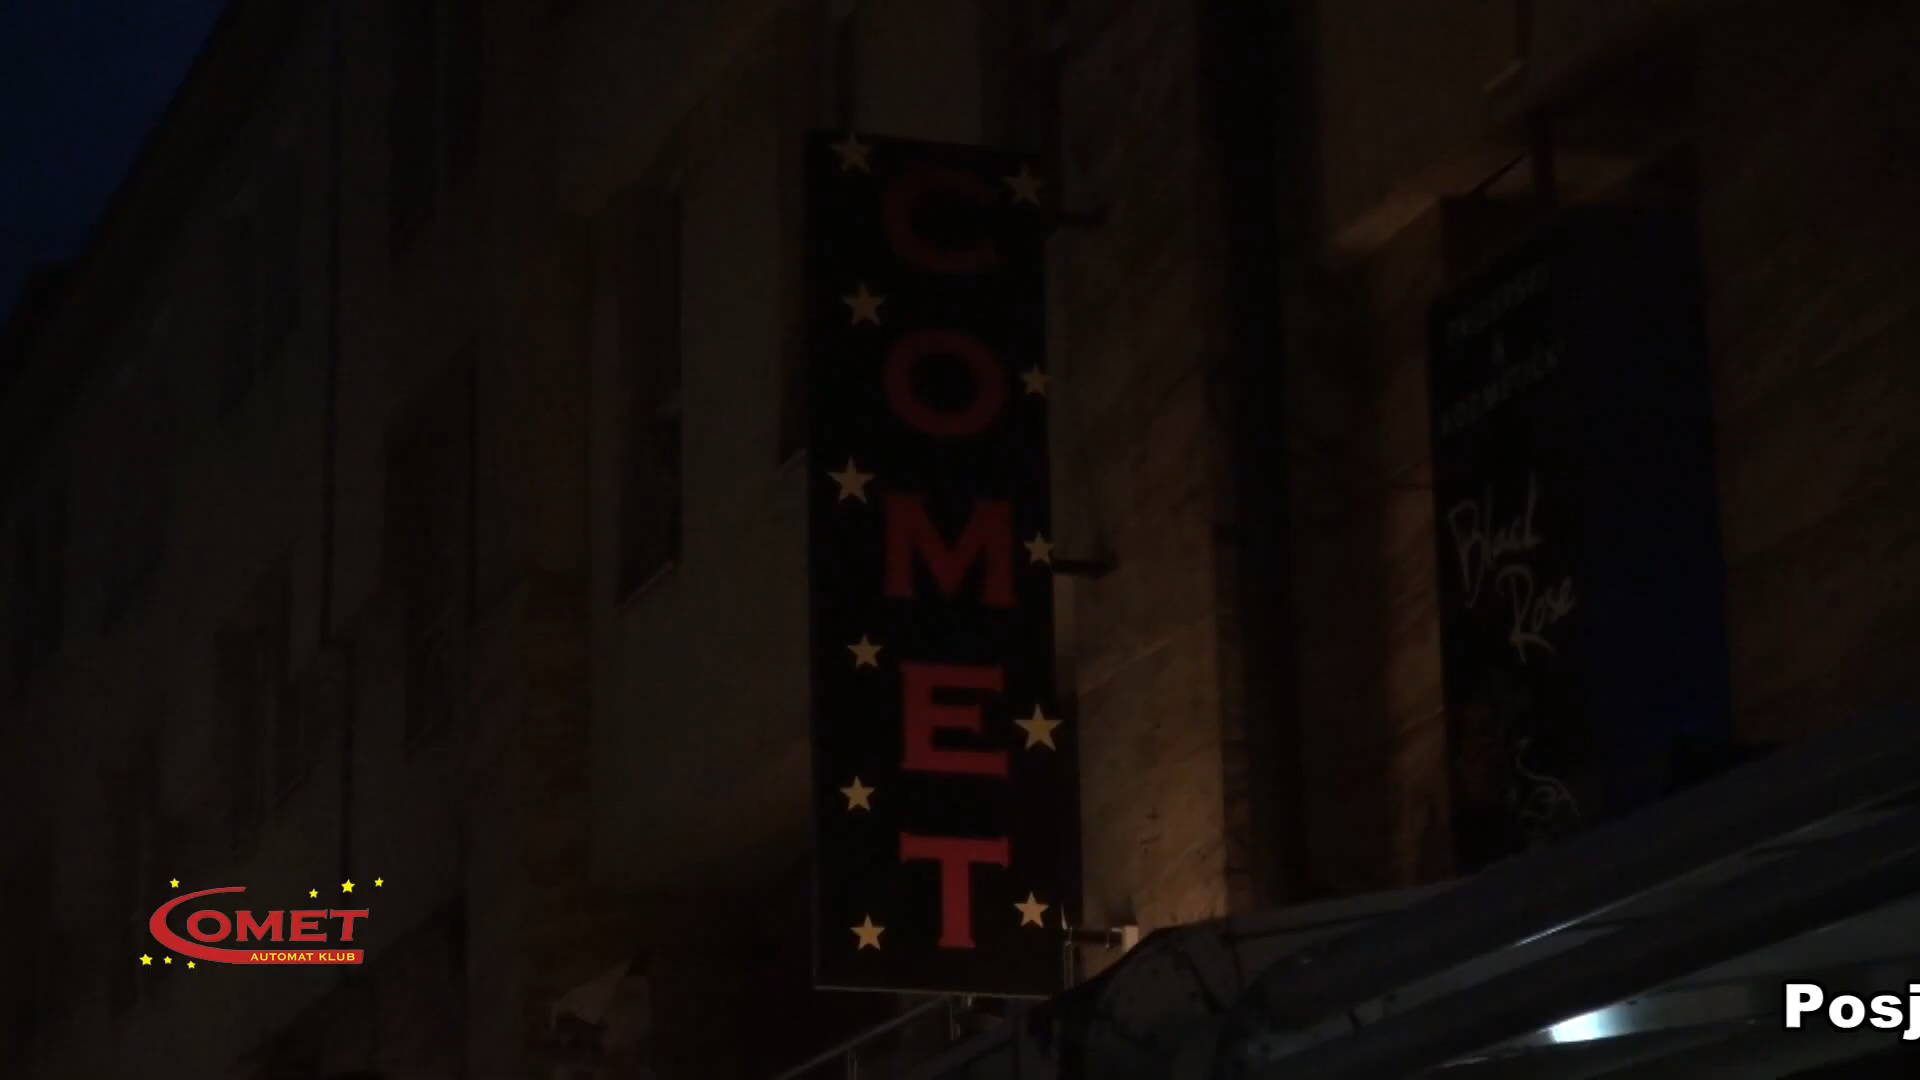 COMET
Black
Rose
COMET
AUTOMAT KLUB
Posj